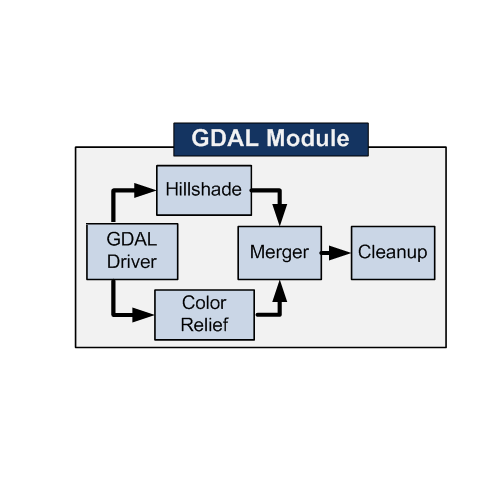 GDAL Module
Hillshade
GDAL
Driver
Merger
Cleanup
Color
Relief